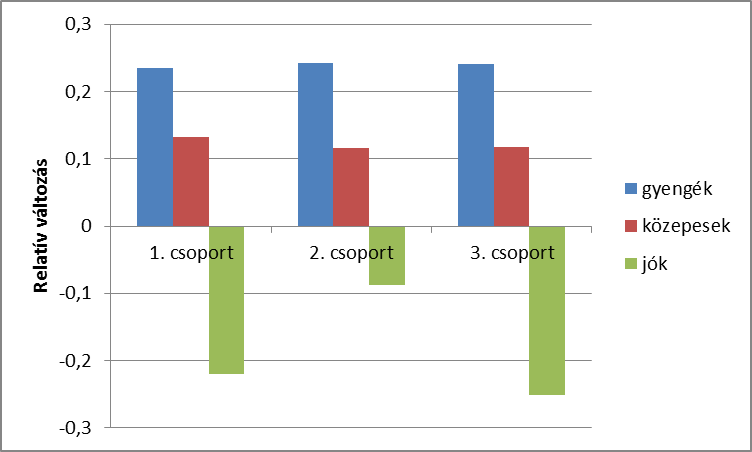 0,3
0,2
0,1
0
-0,1
-0,2
-0,3
Relatív változás
1. csoport
2. csoport
3. csoport
gyengék
közepesek
jók